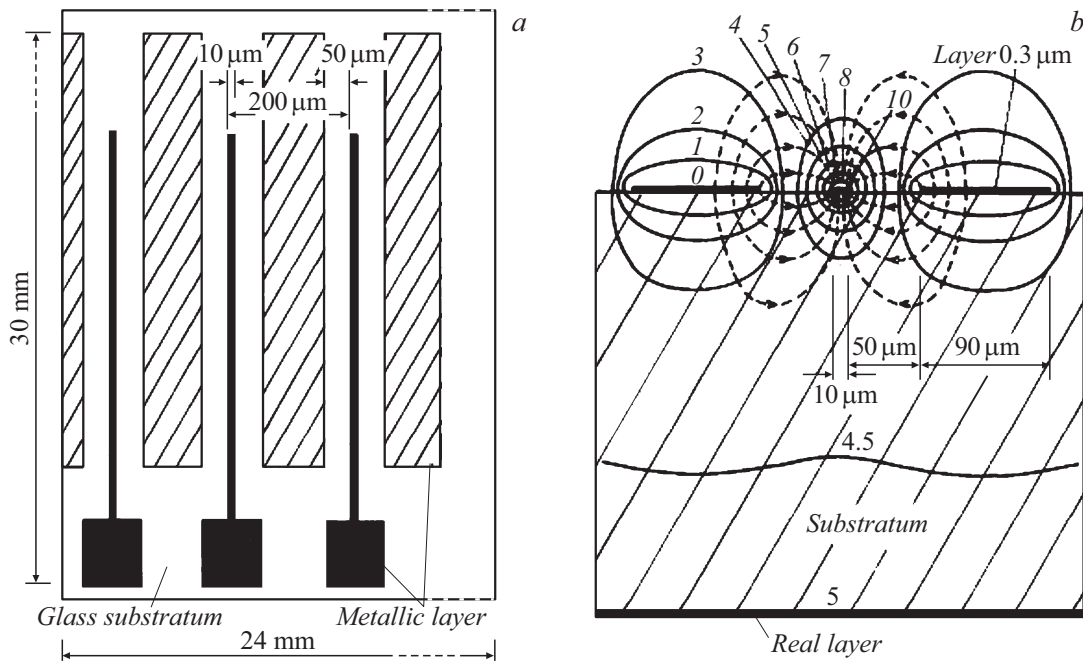 a
10 µm
50 µm
200 µm
30 mm
Glass substratum
Metallic layer
24 mm
b
4
5
6
7
8
10
3
2
1
0
Layer 0.3 µm
50 µm
90 µm
10 µm
4.5
Substratum
5
Real layer